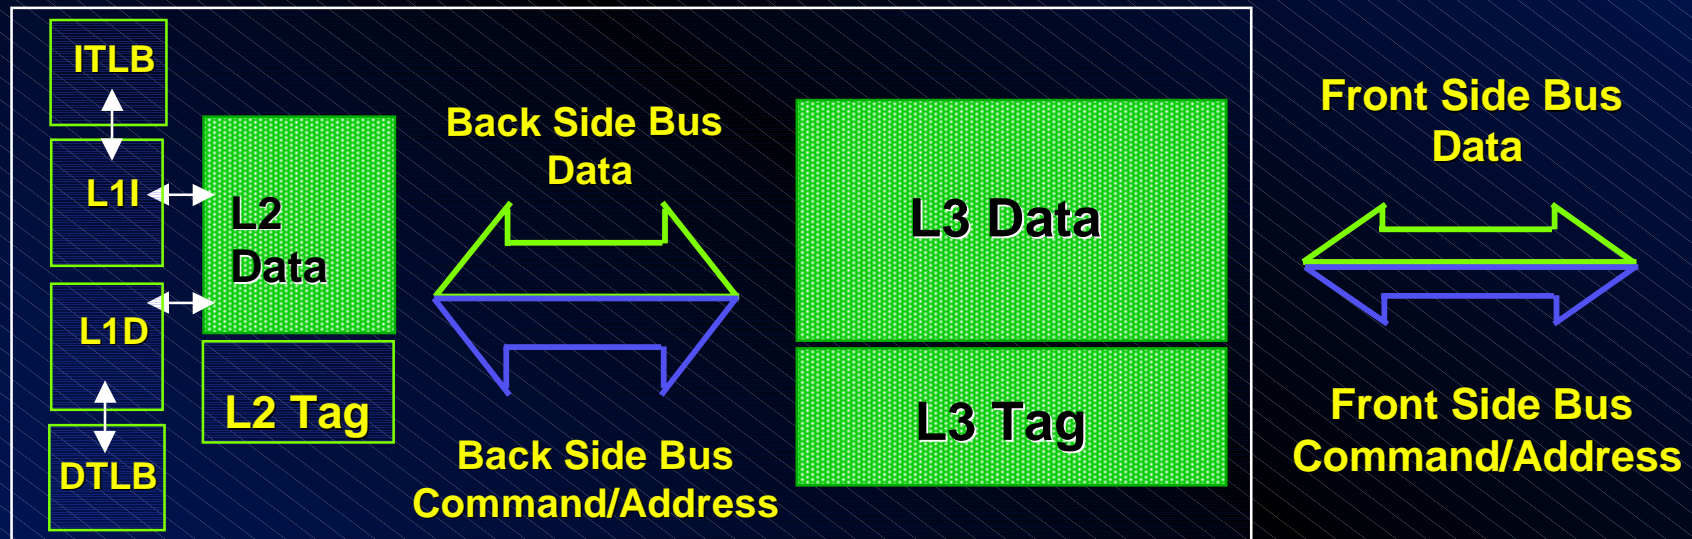 ITLB
L1I
L1D
DTLB
L2
Data
L2 Tag
Back Side Bus
Data
Back Side Bus
Command/Address
L3 Data
L3 Tag
Front Side Bus
Data
Front Side Bus
Command/Address